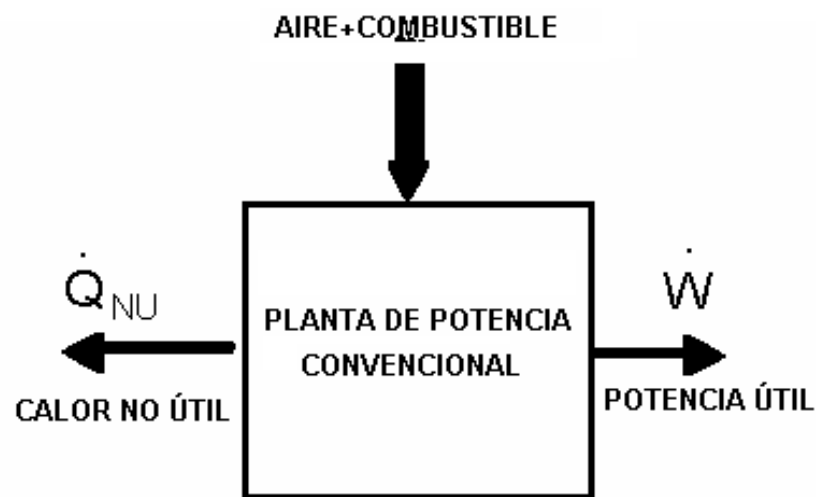 AIRE+COMBUSTIBLE
Q̇ NU
Ẇ
PLANTA DE POTENCIA
CONVENCIONAL
CALOR NO ÚTIL
POTENCIA ÚTIL